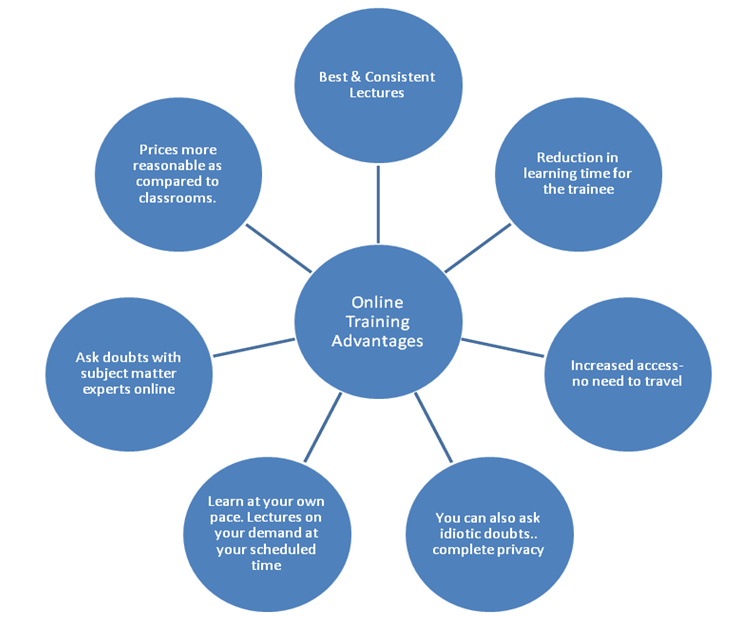 Best & Consistent
Lectures
Prices more
reasonable as
compared to
classrooms.
Reduction in
learning time for
the trainee
Online
Training
Advantages
Ask doubts with
subject matter
experts online
Increased access-
no need to travel
Learn at your own
pace. Lectures on
your demand at
your scheduled
time
You can also ask
idiotic doubts..
complete privacy